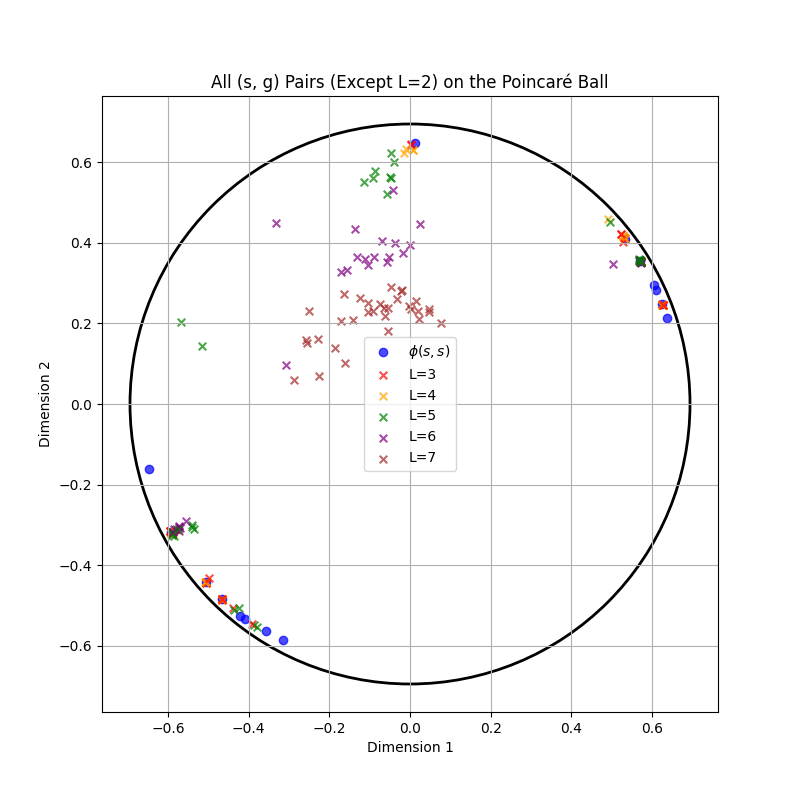 All (s, g) Pairs (Except L=2) on the Poincaré Ball
0.6
0.4
0.2
0.0
−0.2
−0.4
−0.6
Dimension 2
ϕ(s, s)
L=3
L=4
L=5
L=6
L=7
−0.6 −0.4 −0.2 0.0 0.2 0.4 0.6
Dimension 1